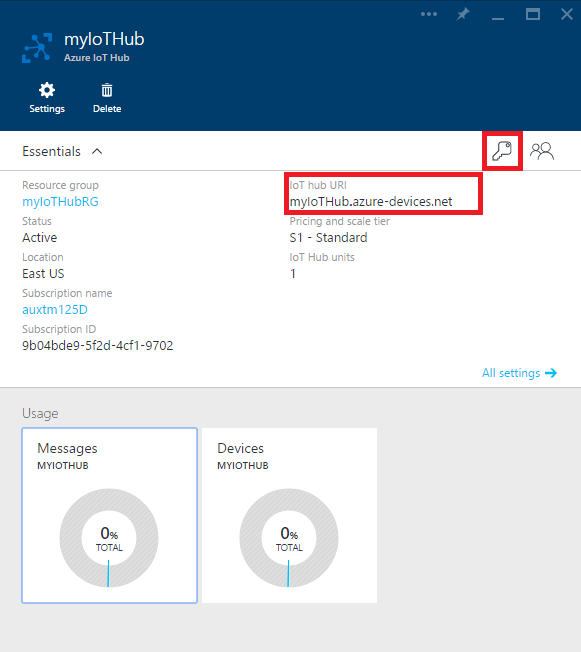 myIoTHub
Azure IoT Hub
Settings
Delete
Essentials
Resource group
myIoTHubRG
Status
Active
Location
East US
Subscription name
auxtm125D
Subscription ID
9b04bde9-5f2d-4cf1-9702
IoT hub URI
myIoTHub.azure-devices.net
Pricing and scale tier
S1 - Standard
IoT Hub units
1
All settings
Usage
Messages
MYIOTHUB
0%
TOTAL
Devices
MYIOTHUB
0%
TOTAL